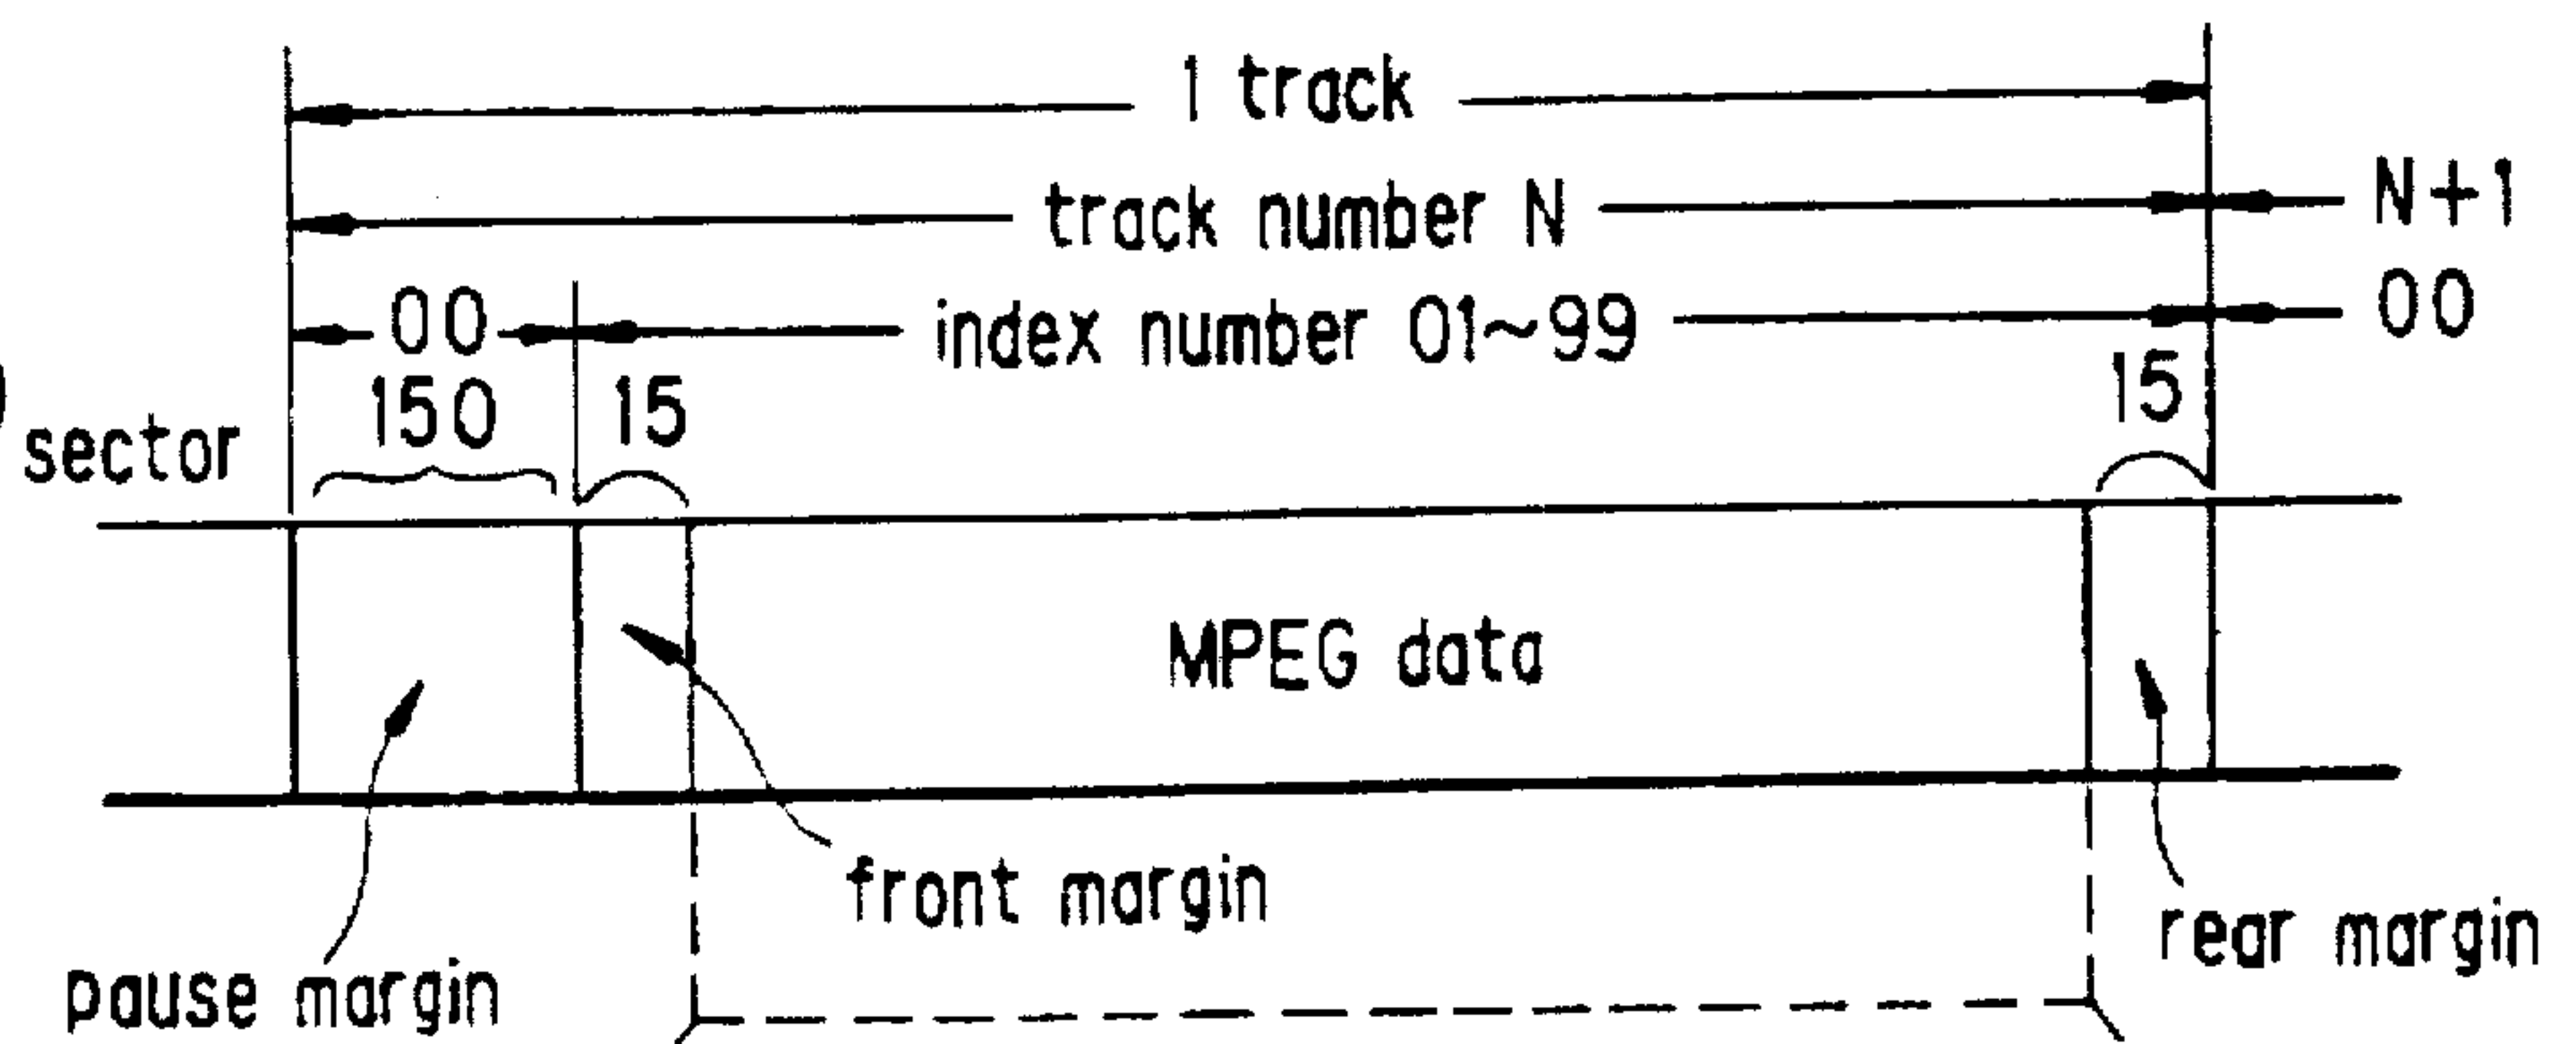 1 track
track number N N+1
00 index number 01~99 00
sector 150 15 15
MPEG data
front margin
rear margin
pause margin